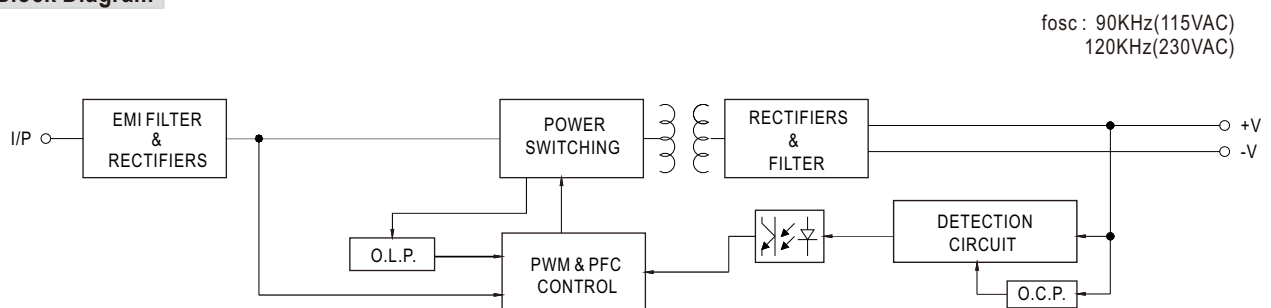 Block Diagram
fosc : 90KHz(115VAC)
120KHz(230VAC)
I/P
EMI FILTER
&
RECTIFIERS
POWER
SWITCHING
RECTIFIERS
&
FILTER
+V
-V
O.L.P.
PWM & PFC
CONTROL
DETECTION
CIRCUIT
O.C.P.